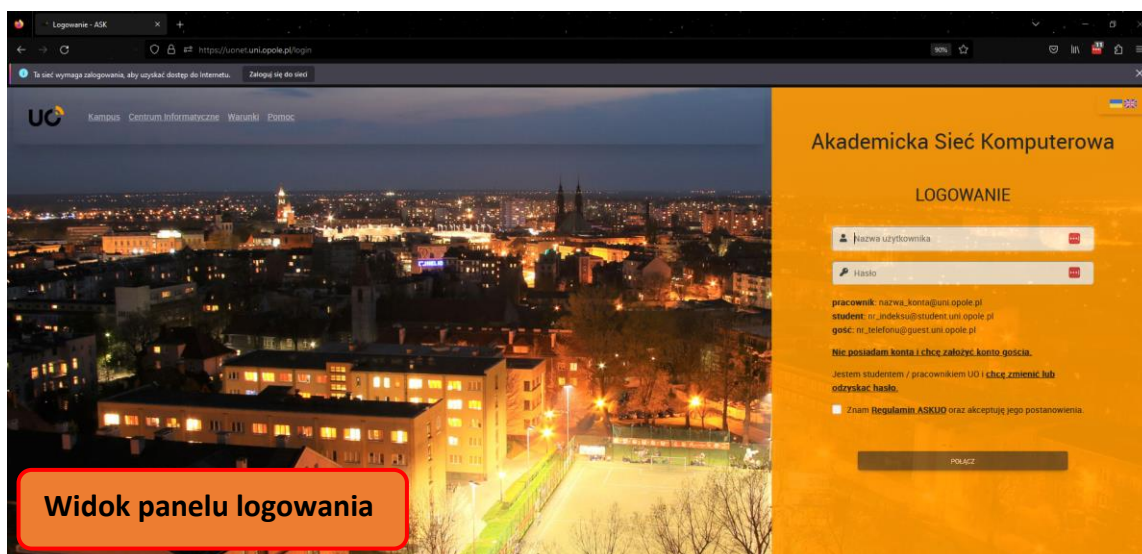 Logowanie - ASK
https://uonet.uni.opole.pl/login
90%
Ta sieć wymaga zalogowania, aby uzyskać dostęp do Internetu. Zaloguj się do sieci
UO
Kampus Centrum Informatyczne Warunki Pomoc
Akademicka Sieć Komputerowa
LOGOWANIE
Nazwa użytkownika
Hasło
pracownik: nazwa_konta@uni.opole.pl
student: nr_indeksu@student.uni.opole.pl
gość: nr_telefonu@guest.uni.opole.pl
Nie posiadam konta i chcę założyć konto gościa.
Jestem studentem / pracownikiem UO i chcę zmienić lub
odzyskać hasło.
Znam Regulamin ASKUO oraz akceptuję jego postanowienia.
POŁĄCZ
Widok panelu logowania